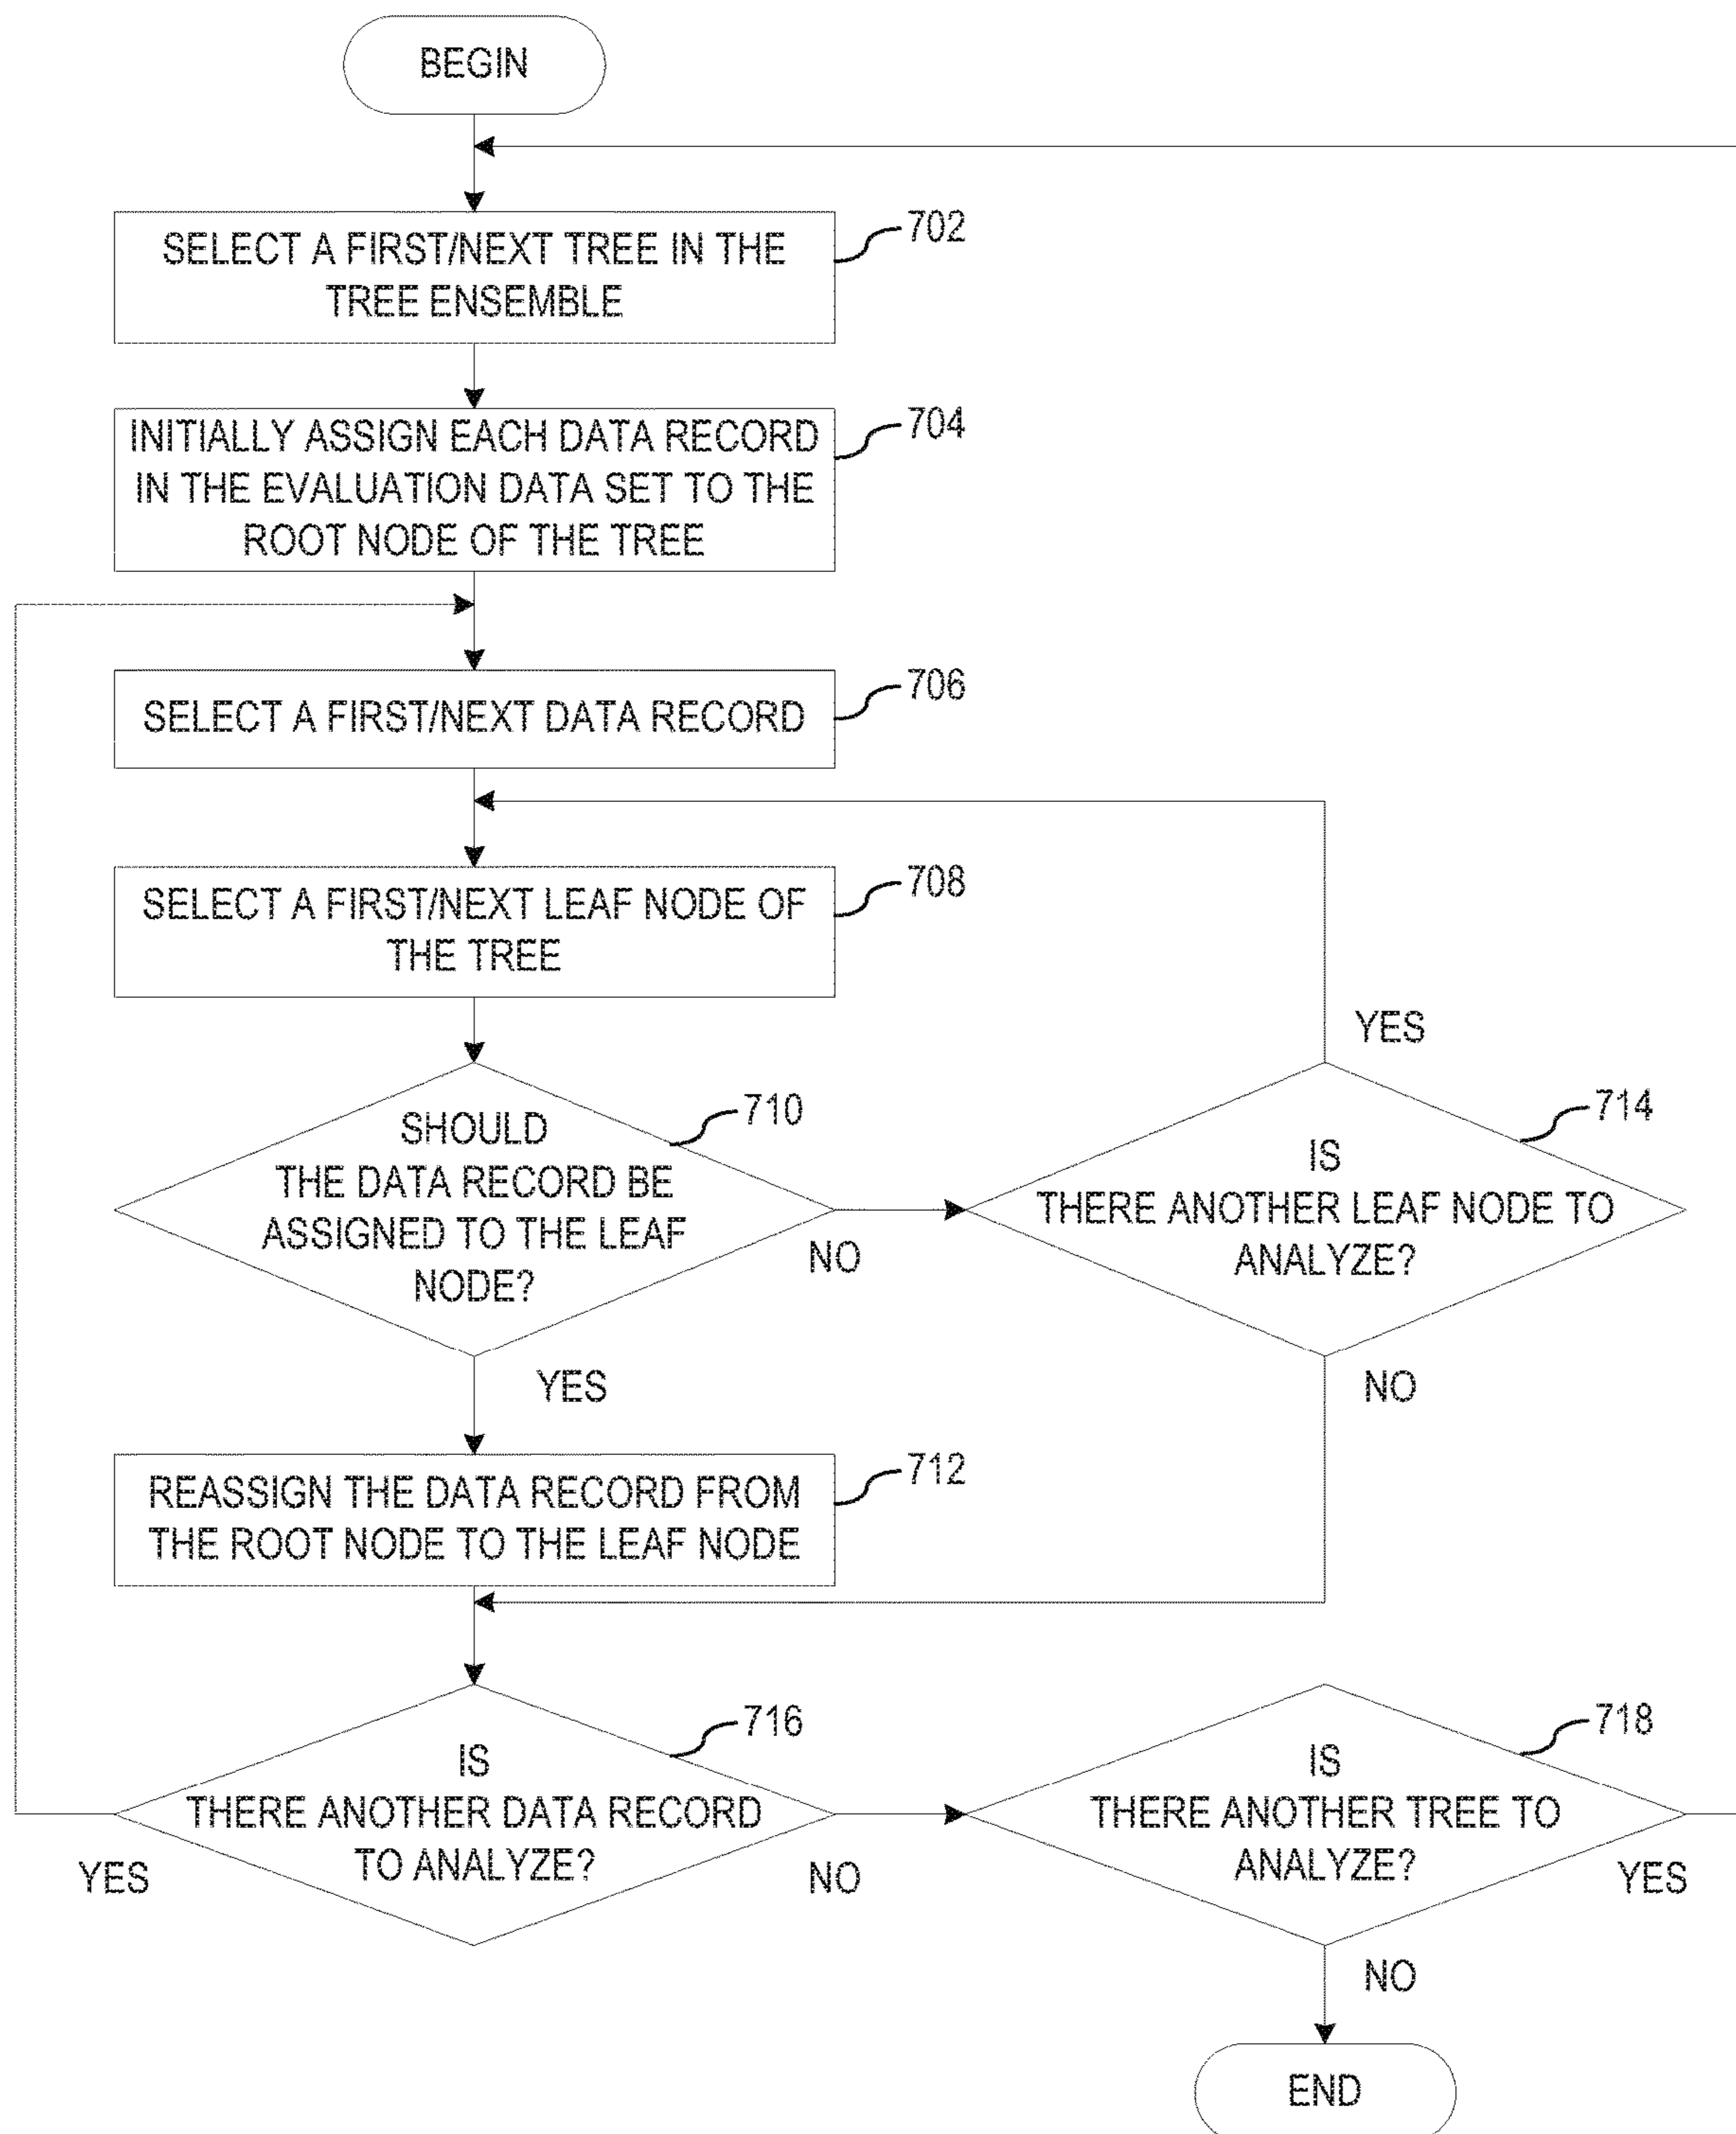 BEGIN
SELECT A FIRST/NEXT TREE IN THE
TREE ENSEMBLE
702
INITIALLY ASSIGN EACH DATA RECORD
IN THE EVALUATION DATA SET TO THE
ROOT NODE OF THE TREE
704
SELECT A FIRST/NEXT DATA RECORD
706
SELECT A FIRST/NEXT LEAF NODE OF
THE TREE
708
SHOULD
THE DATA RECORD BE
ASSIGNED TO THE LEAF
NODE?
710
NO
YES
IS
THERE ANOTHER LEAF NODE TO
ANALYZE?
714
YES
NO
REASSIGN THE DATA RECORD FROM
THE ROOT NODE TO THE LEAF NODE
712
IS
THERE ANOTHER DATA RECORD
TO ANALYZE?
716
YES
NO
IS
THERE ANOTHER TREE TO
ANALYZE?
718
YES
NO
END